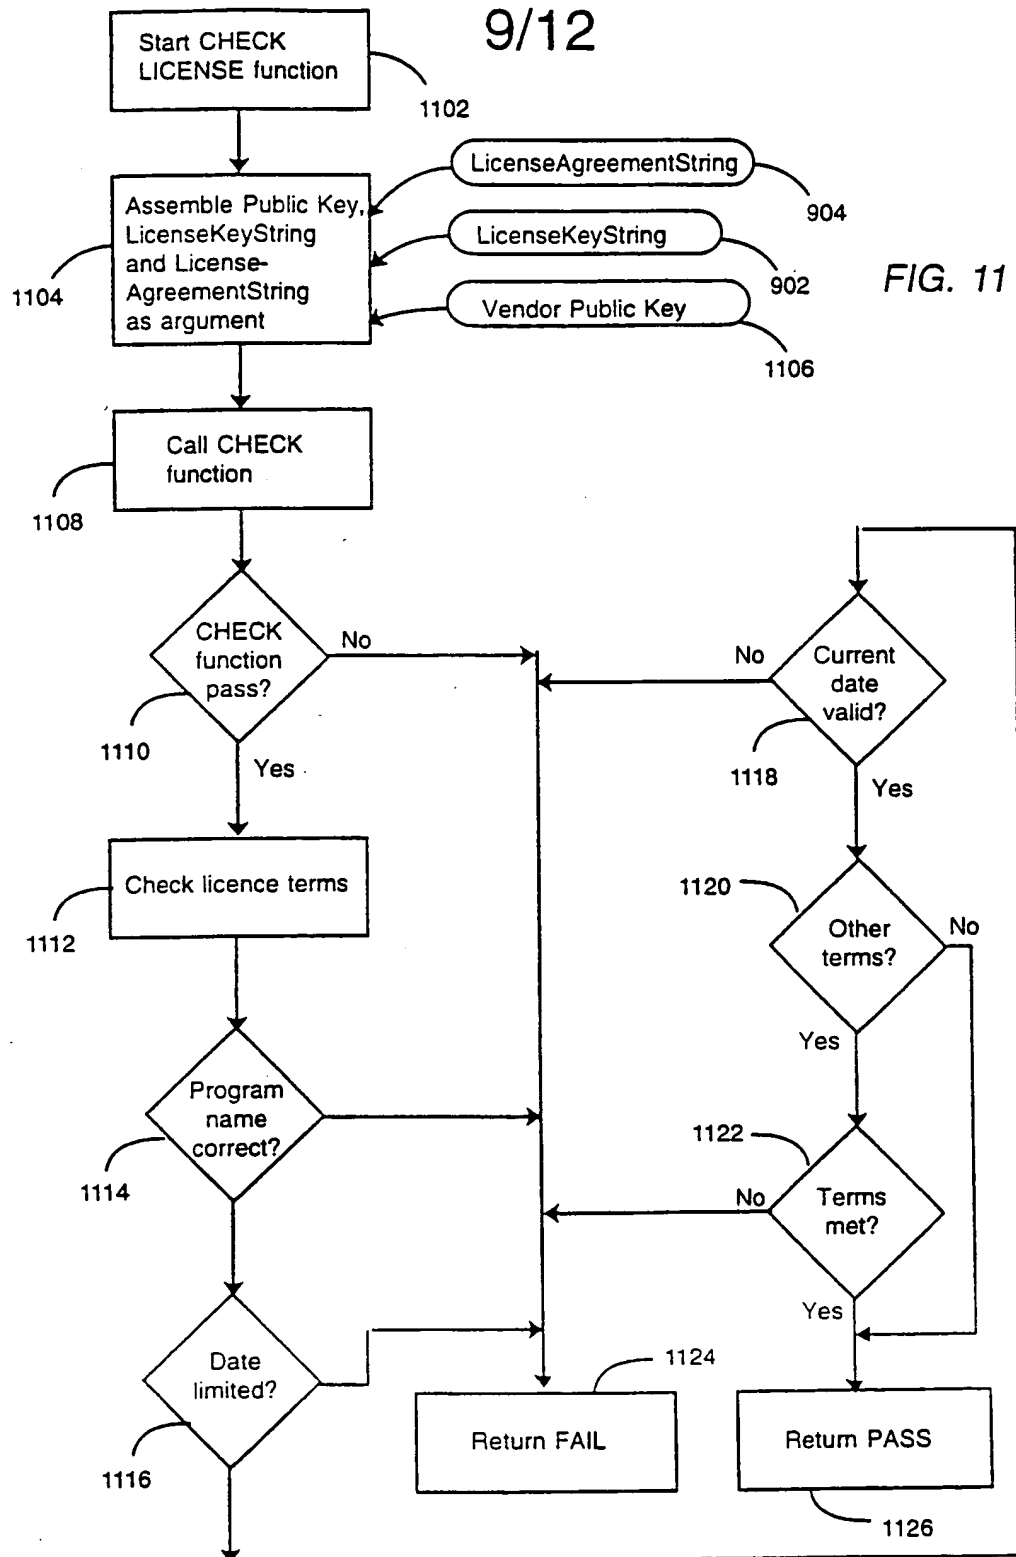 9/12
Start CHECK
LICENSE function
1102
LicenseAgreementString
904
Assemble Public Key,
LicenseKeyString
and License-
AgreementString
as argument
1104
LicenseKeyString
902
FIG. 11
Vendor Public Key
1106
Call CHECK
function
1108
CHECK
function
pass?
No
1110
Yes
Check licence terms
1112
Program
name
correct?
1114
Date
limited?
1116
No
Current
date
valid?
1118
Yes
1120
Other
terms?
No
Yes
1122
No
Terms
met?
Yes
1124
Return FAIL
Return PASS
1126